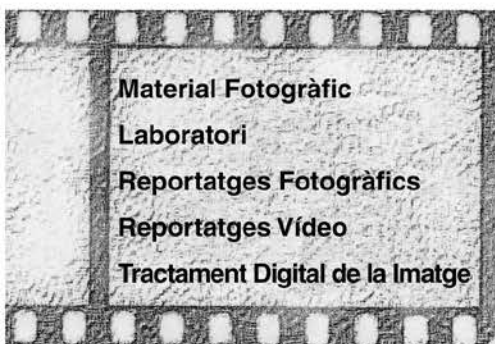 Material Fotogràfic
Laboratori
Reportatges Fotogràfics
Reportatges Vídeo
Tractament Digital de la Imatge